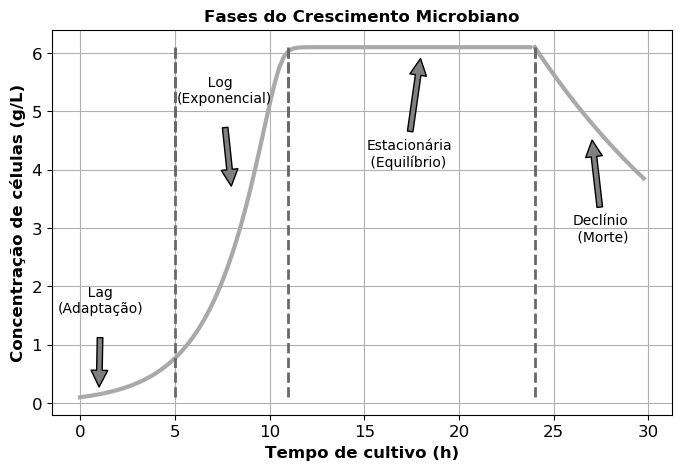 Fases do Crescimento Microbiano
Concentração de células (g/L)
6
5
4
3
2
1
0
Log
(Exponencial)
Estacionária
(Equilíbrio)
Declínio
(Morte)
Lag
(Adaptação)
0 5 10 15 20 25 30
Tempo de cultivo (h)